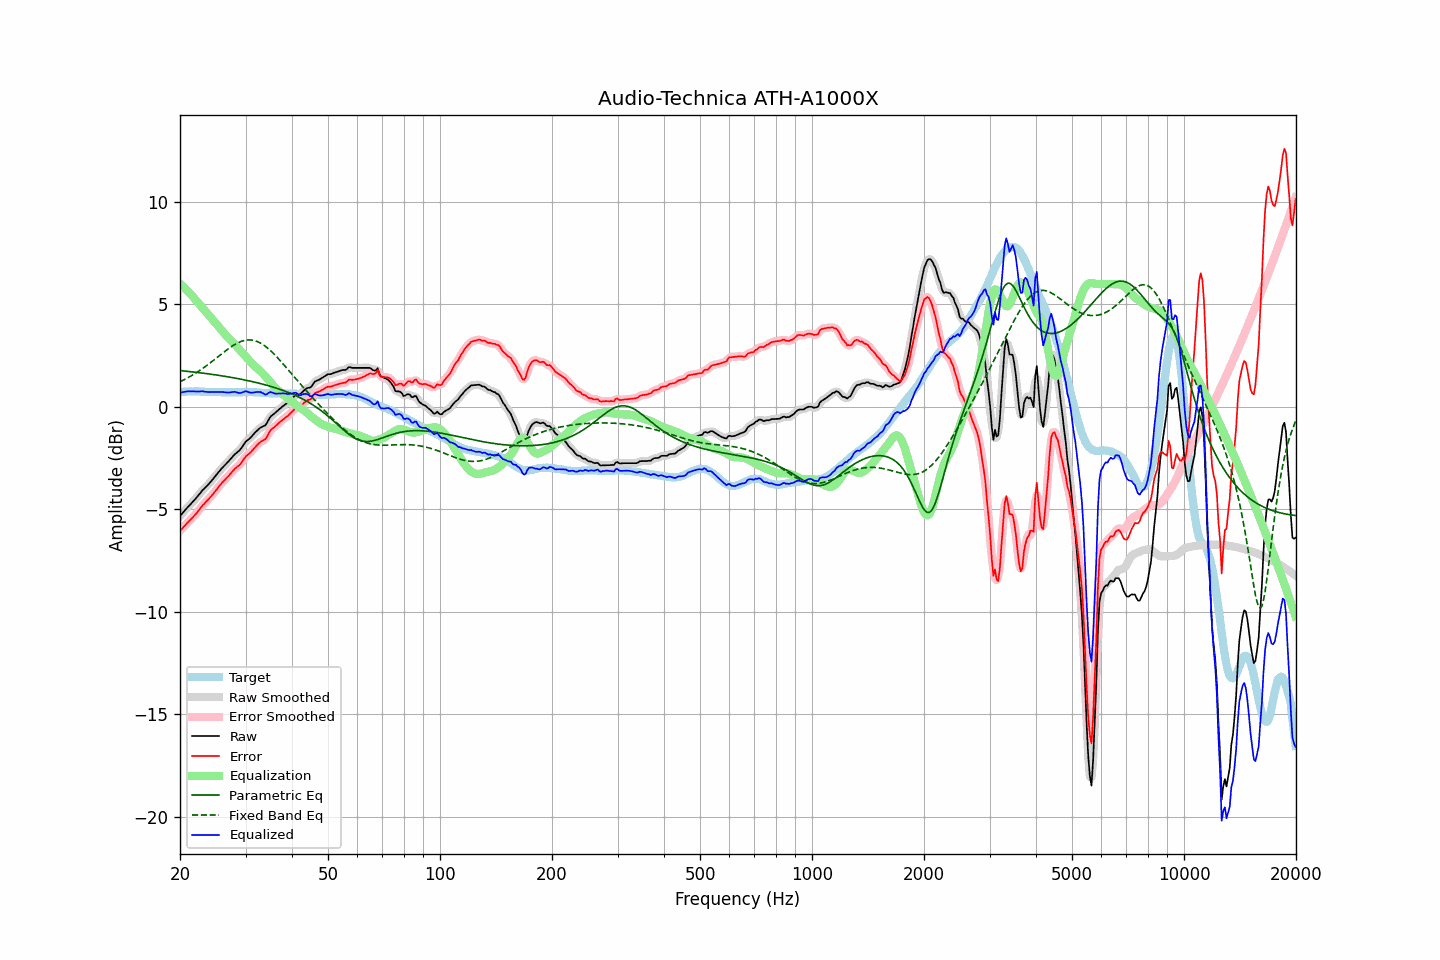 Audio-Technica ATH-A1000X
Amplitude (dBr)
10
5
0
−5
−10
−15
−20
Target
Raw Smoothed
Error Smoothed
Raw
Error
Equalization
Parametric Eq
Fixed Band Eq
Equalized
20 50 100 200 500 1000 2000 5000 10000 20000
Frequency (Hz)